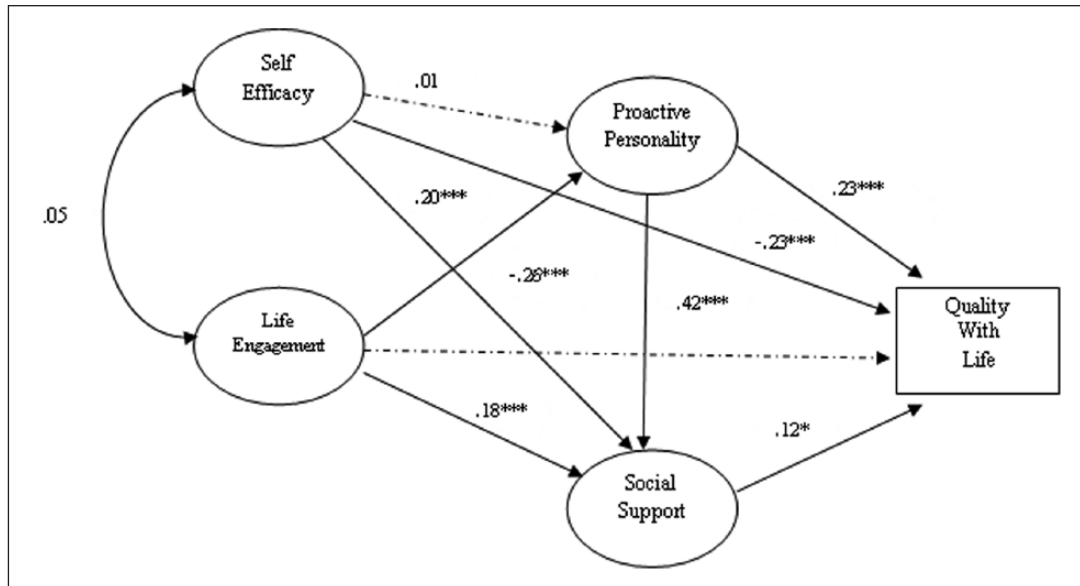 Self
Efficacy
.01
Proactive
Personality
.20***
.23***
.05
-.23***
-.26***
.42***
Life
Engagement
Quality
With
Life
.18***
.12*
Social
Support